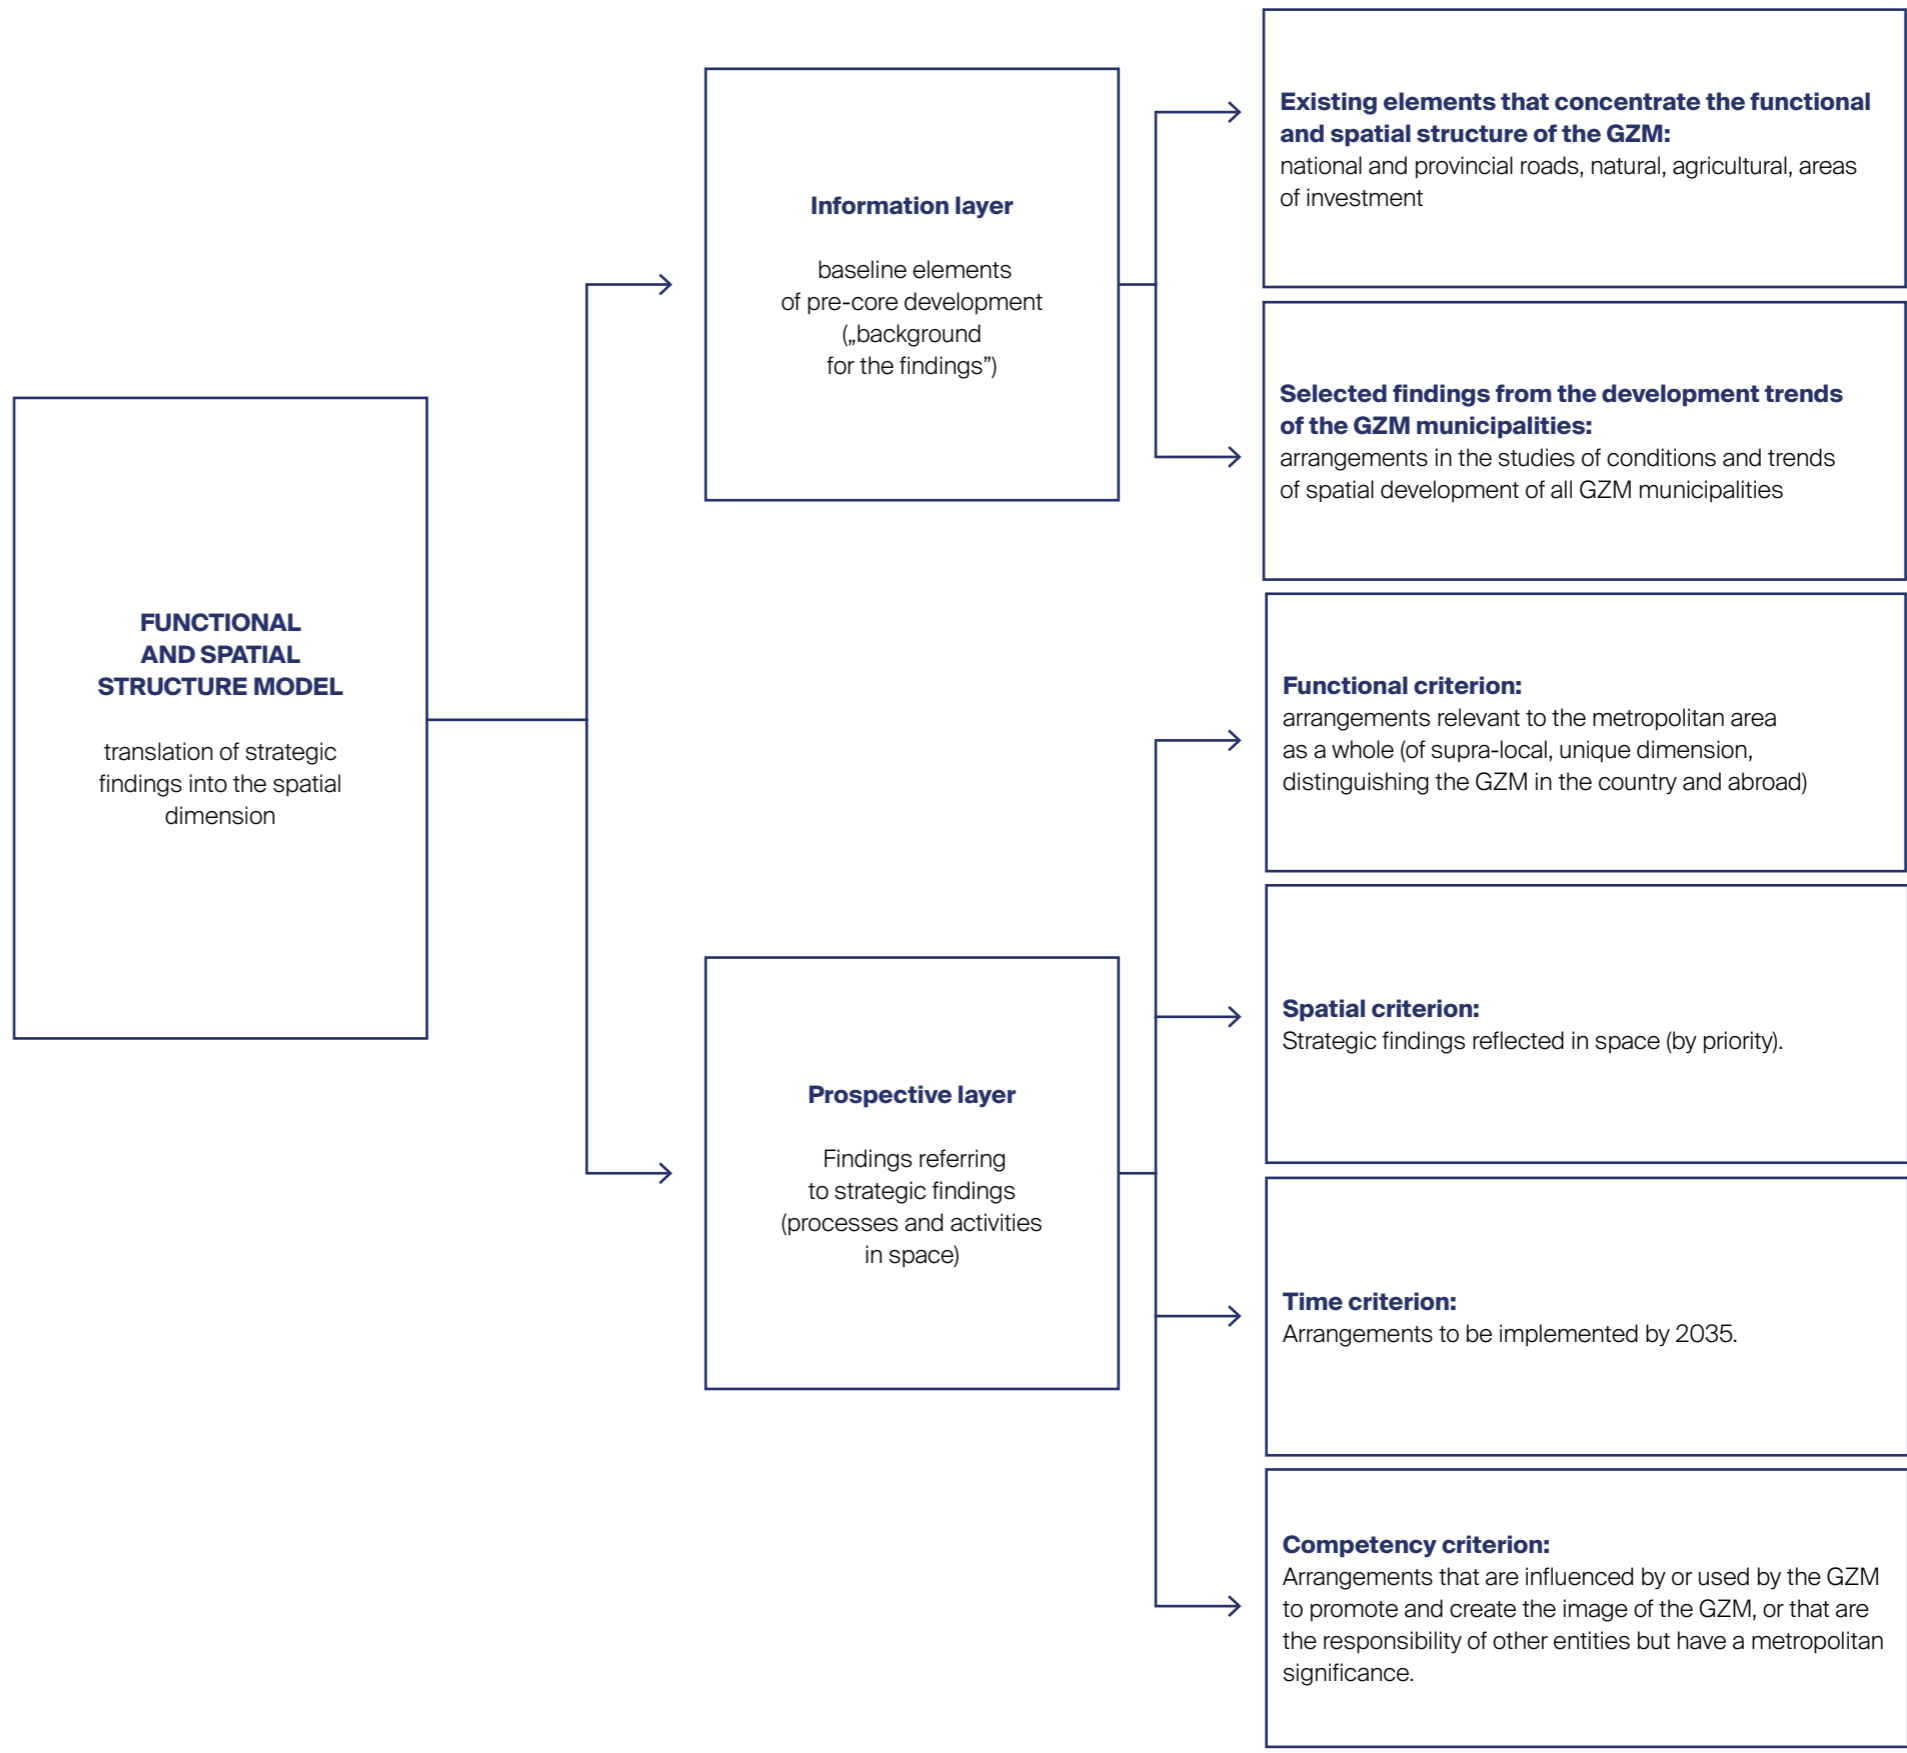 FUNCTIONAL
AND SPATIAL
STRUCTURE MODEL
translation of strategic
findings into the spatial
dimension
Information layer
baseline elements
of pre-core development
(„background
for the findings”)
Existing elements that concentrate the functional
and spatial structure of the GZM:
national and provincial roads, natural, agricultural, areas
of investment
Selected findings from the development trends
of the GZM municipalities:
arrangements in the studies of conditions and trends
of spatial development of all GZM municipalities
Prospective layer
Findings referring
to strategic findings
(processes and activities
in space)
Functional criterion:
arrangements relevant to the metropolitan area
as a whole (of supra-local, unique dimension,
distinguishing the GZM in the country and abroad)
Spatial criterion:
Strategic findings reflected in space (by priority).
Time criterion:
Arrangements to be implemented by 2035.
Competency criterion:
Arrangements that are influenced by or used by the GZM
to promote and create the image of the GZM, or that are
the responsibility of other entities but have a metropolitan
significance.